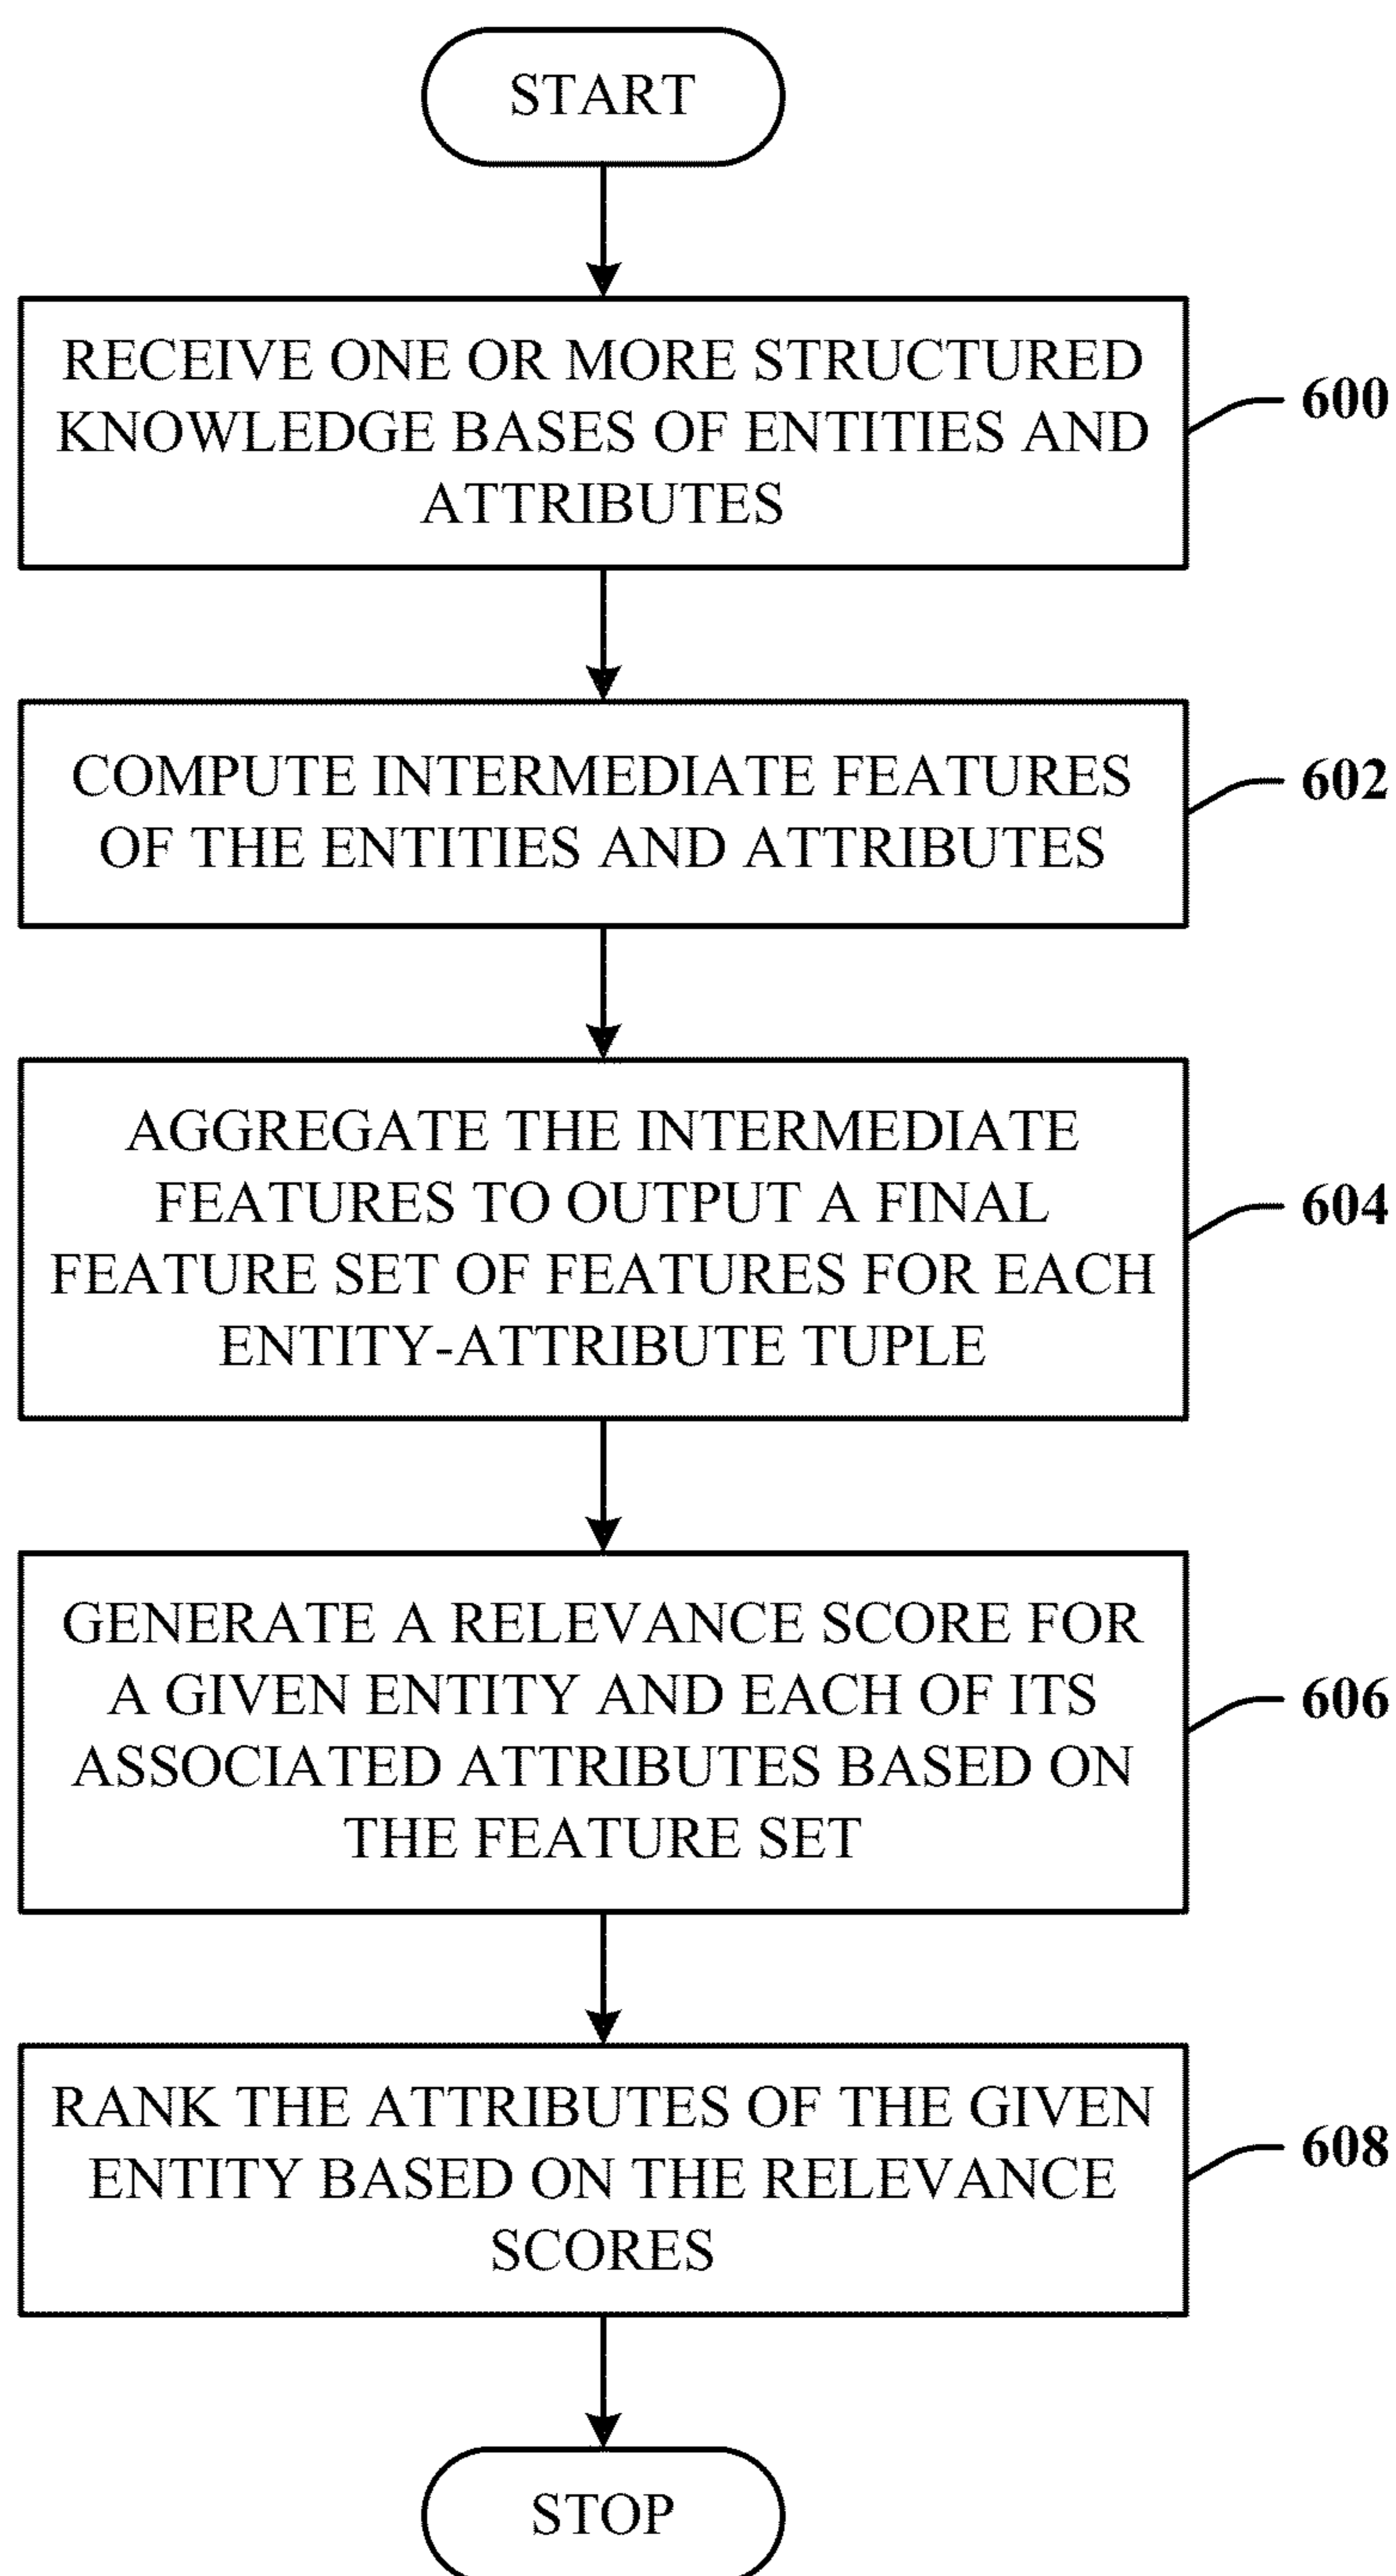 START
RECEIVE ONE OR MORE STRUCTURED
KNOWLEDGE BASES OF ENTITIES AND
ATTRIBUTES
600
COMPUTE INTERMEDIATE FEATURES
OF THE ENTITIES AND ATTRIBUTES
602
AGGREGATE THE INTERMEDIATE
FEATURES TO OUTPUT A FINAL
FEATURE SET OF FEATURES FOR EACH
ENTITY-ATTRIBUTE TUPLE
604
GENERATE A RELEVANCE SCORE FOR
A GIVEN ENTITY AND EACH OF ITS
ASSOCIATED ATTRIBUTES BASED ON
THE FEATURE SET
606
RANK THE ATTRIBUTES OF THE GIVEN
ENTITY BASED ON THE RELEVANCE
SCORES
608
STOP